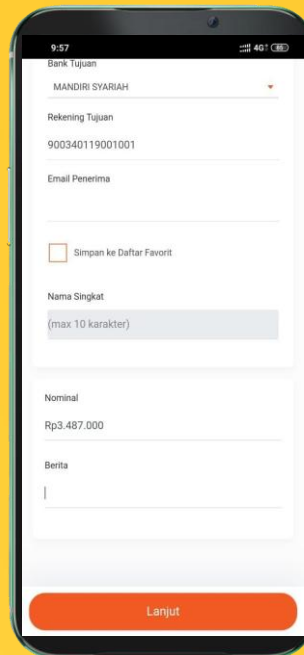 9:57
4G
85
Bank Tujuan
MANDIRI SYARIAH
Rekening Tujuan
900340119001001
Email Penerima
Simpan ke Daftar Favorit
Nama Singkat
(max 10 karakter)
Nominal
Rp3.487.000
Berita
Lanjut